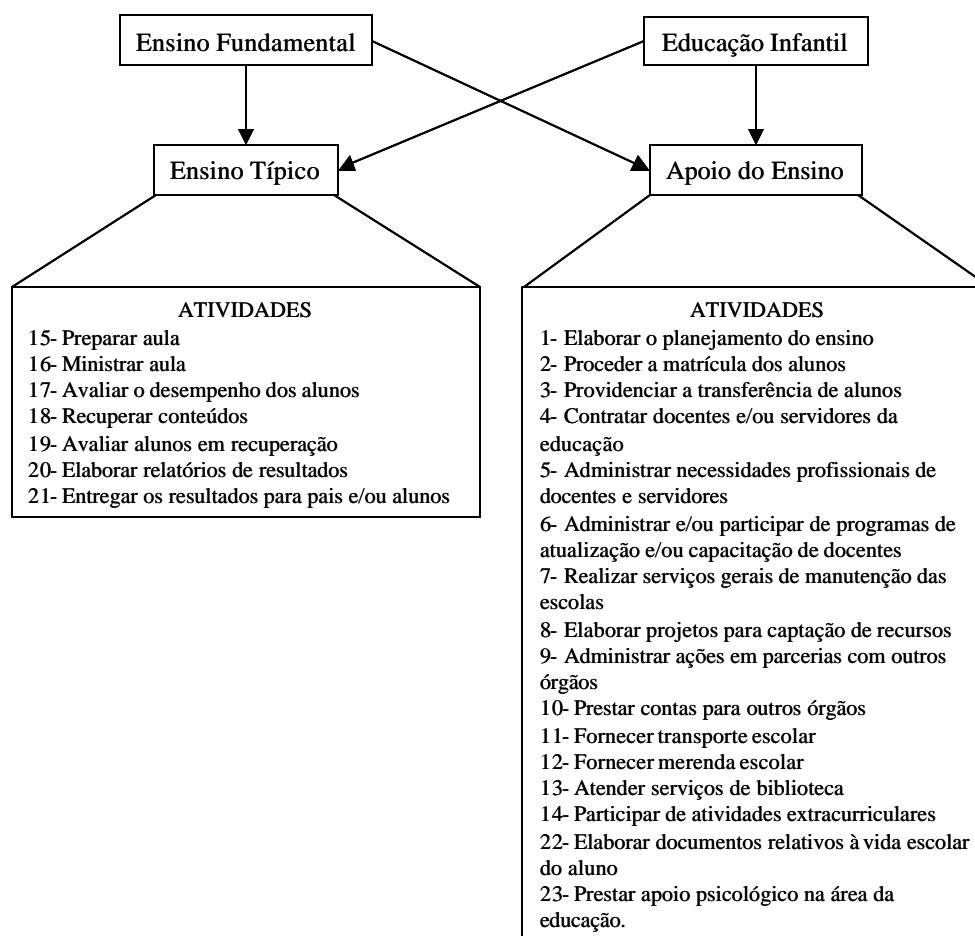 Ensino Fundamental
Educação Infantil
Ensino Típico
Apoio do Ensino
ATIVIDADES
15- Preparar aula
16- Ministrar aula
17- Avaliar o desempenho dos alunos
18- Recuperar conteúdos
19- Avaliar alunos em recuperação
20- Elaborar relatórios de resultados
21- Entregar os resultados para pais e/ou alunos
ATIVIDADES
1- Elaborar o planejamento do ensino
2- Proceder a matrícula dos alunos
3- Providenciar a transferência de alunos
4- Contratar docentes e/ou servidores da
educação
5- Administrar necessidades profissionais de
docentes e servidores
6- Administrar e/ou participar de programas de
atualização e/ou capacitação de docentes
7- Realizar serviços gerais de manutenção das
escolas
8- Elaborar projetos para captação de recursos
9- Administrar ações em parcerias com outros
órgãos
10- Prestar contas para outros órgãos
11- Fornecer transporte escolar
12- Fornecer merenda escolar
13- Atender serviços de biblioteca
14- Participar de atividades extracurriculares
22- Elaborar documentos relativos à vida escolar
do aluno
23- Prestar apoio psicológico na área da
educação.